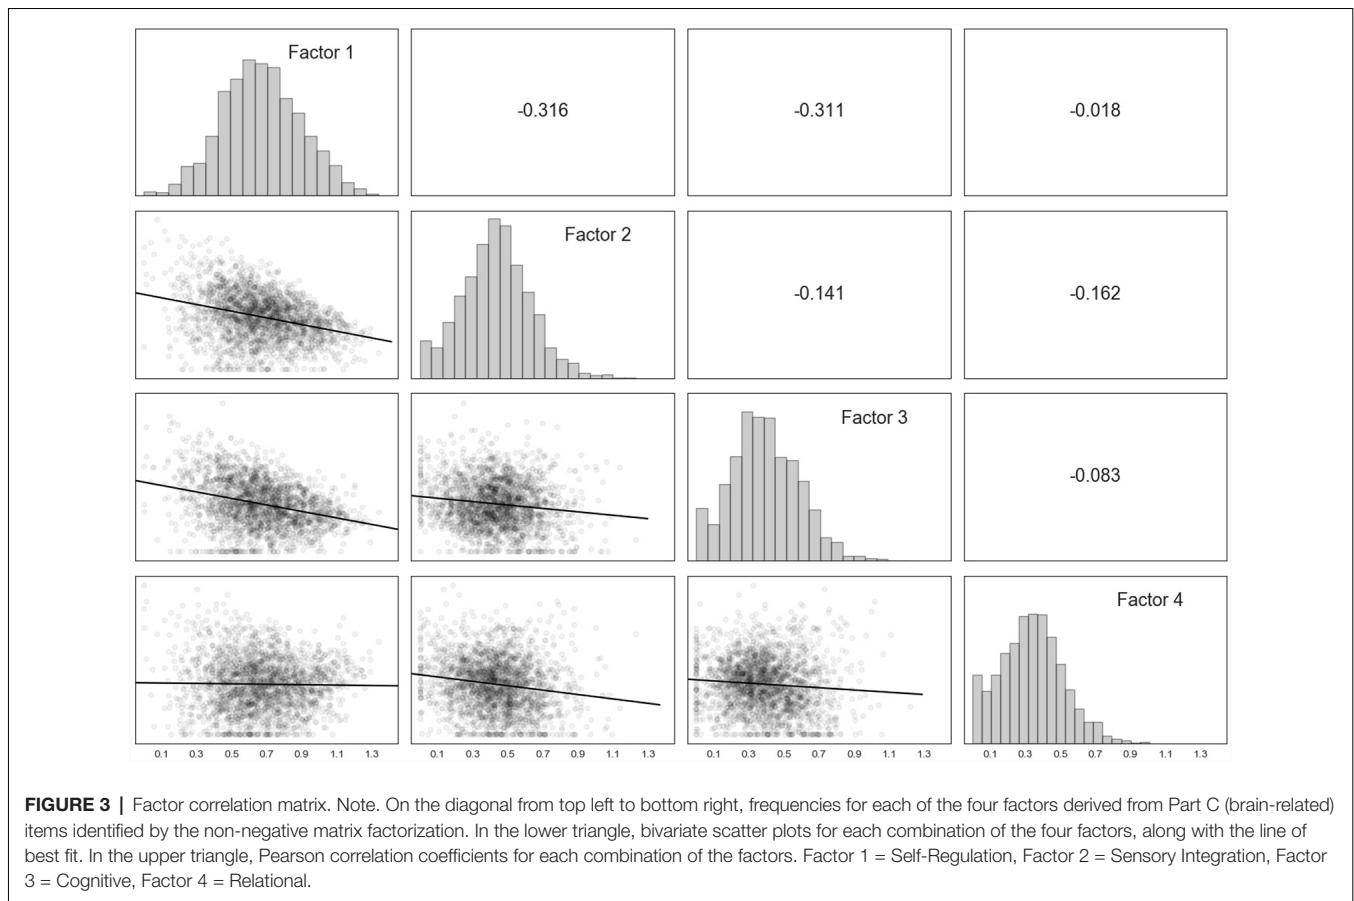 Factor 1
-0.316
-0.311
-0.018
Factor 2
-0.141
-0.162
Factor 3
-0.083
Factor 4
0.1 0.3 0.5 0.7 0.9 1.1 1.3
0.1 0.3 0.5 0.7 0.9 1.1 1.3
0.1 0.3 0.5 0.7 0.9 1.1 1.3
0.1 0.3 0.5 0.7 0.9 1.1 1.3
FIGURE 3 | Factor correlation matrix. Note. On the diagonal from top left to bottom right, frequencies for each of the four factors derived from Part C (brain-related)
items identified by the non-negative matrix factorization. In the lower triangle, bivariate scatter plots for each combination of the four factors, along with the line of
best fit. In the upper triangle, Pearson correlation coefficients for each combination of the factors. Factor 1 = Self-Regulation, Factor 2 = Sensory Integration, Factor
3 = Cognitive, Factor 4 = Relational.